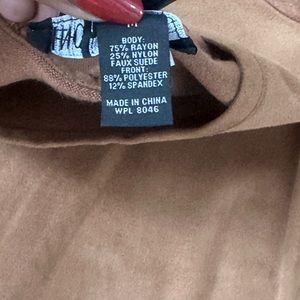 BODY:
75% RAYON
25% NYLON
FAUX SUEDE
FRONT:
88% POLYESTER
12% SPANDEX
MADE IN CHINA
WPL 8046